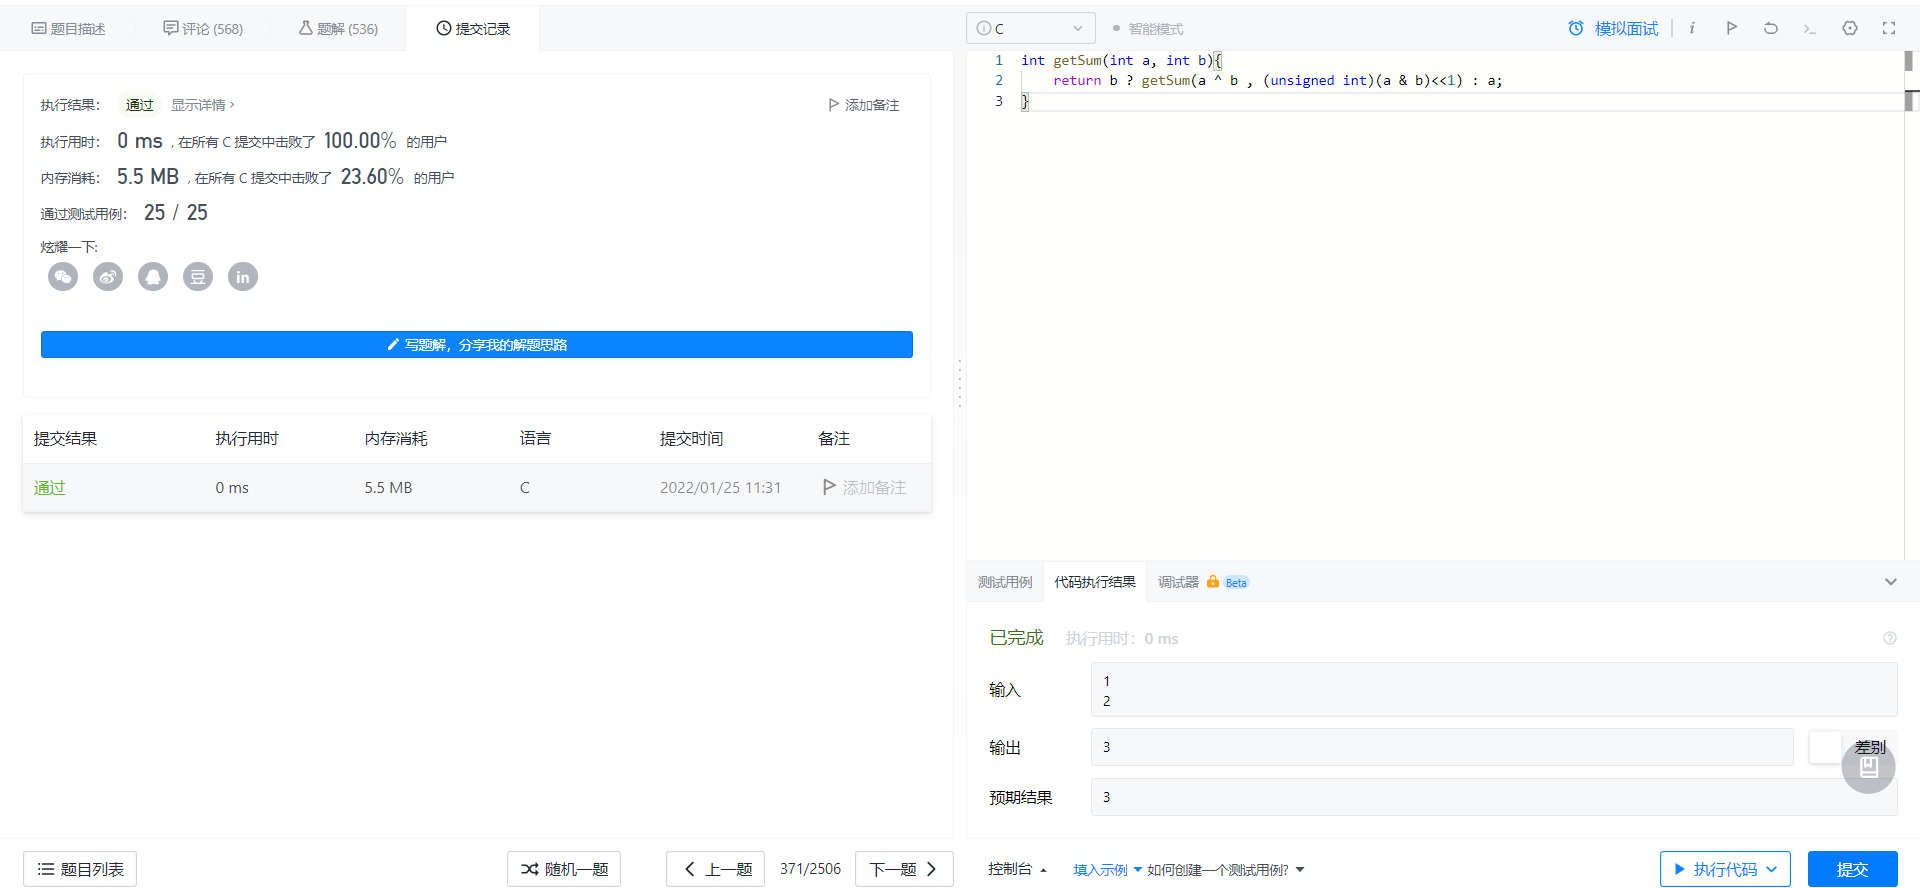 题目描述
评论 (568)
题解 (536)
提交记录
执行结果：
通过
显示详情 ›
添加备注
执行用时：
0 ms , 在所有 C 提交中击败了 100.00% 的用户
内存消耗：
5.5 MB , 在所有 C 提交中击败了 23.60% 的用户
通过测试用例：
25 / 25
炫耀一下:
豆
in
写题解，分享我的解题思路
提交结果 执行用时 内存消耗 语言 提交时间 备注
通过 0 ms 5.5 MB C 2022/01/25 11:31 添加备注
题目列表
随机一题
上一题
371/2506
下一题
C
智能模式
模拟面试
i
1 int getSum(int a, int b){
2 return b ? getSum(a ^ b , (unsigned int)(a & b)<<1) : a;
3 }
测试用例
代码执行结果
调试器
Beta
已完成
执行用时：0 ms
输入
1
2
输出
3
差别
预期结果
3
控制台
填入示例
如何创建一个测试用例?
执行代码
提交